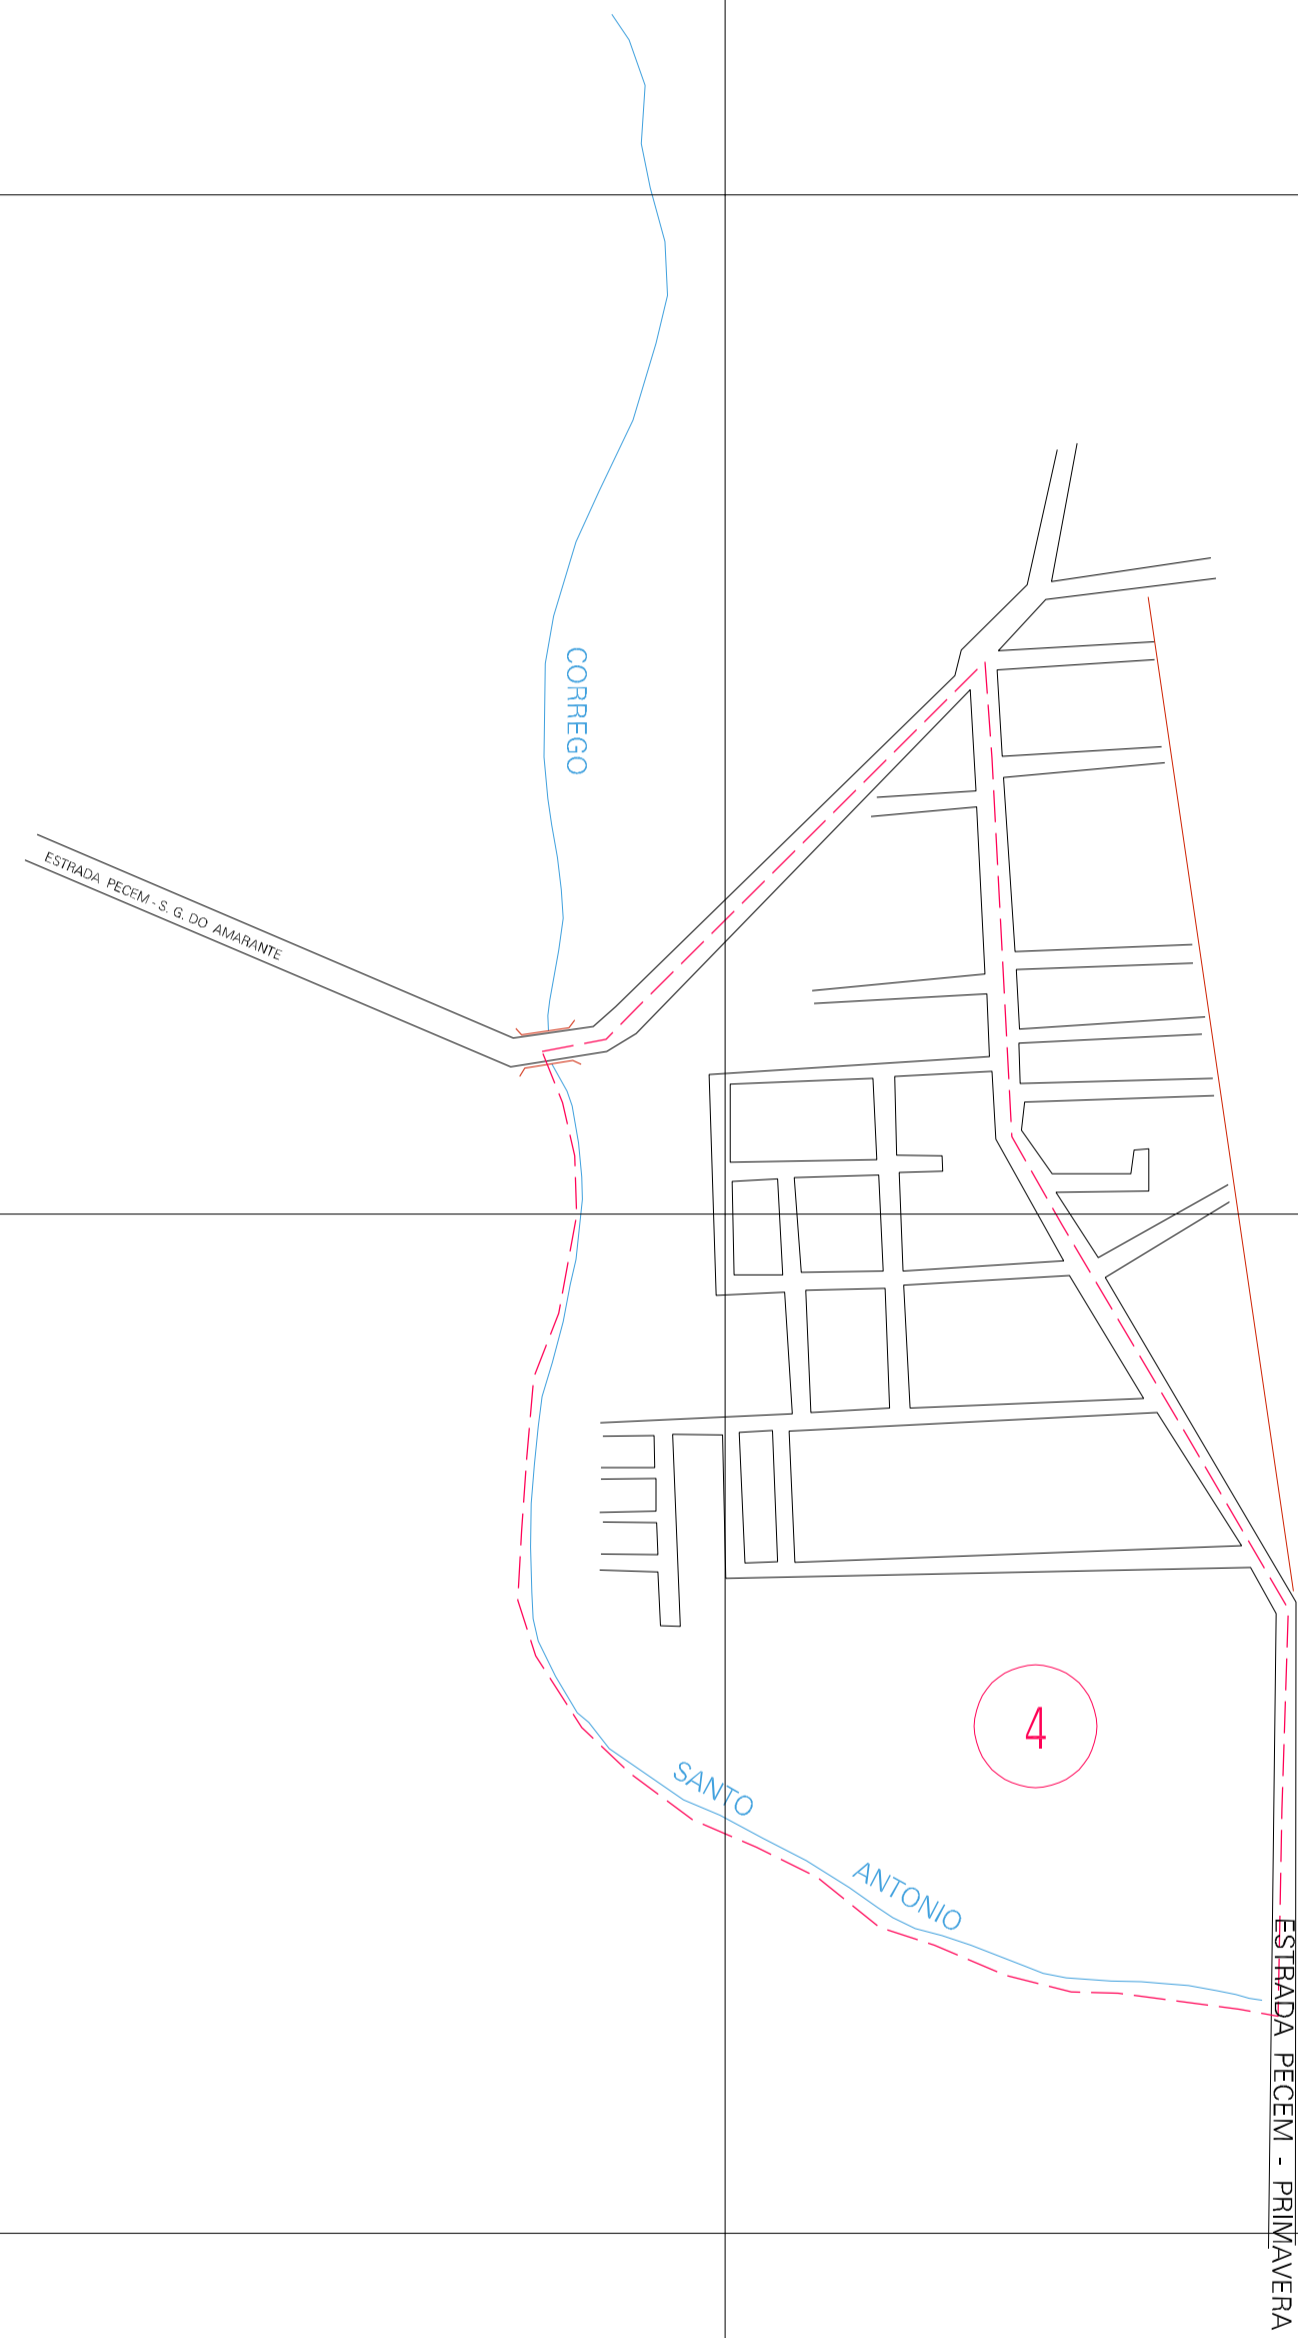 CORREGO
ESTRADA PECEM - S. G. DO AMARANTE
4
SANTO
ANTONIO
ESTRADA PECEM - PRIMAVERA